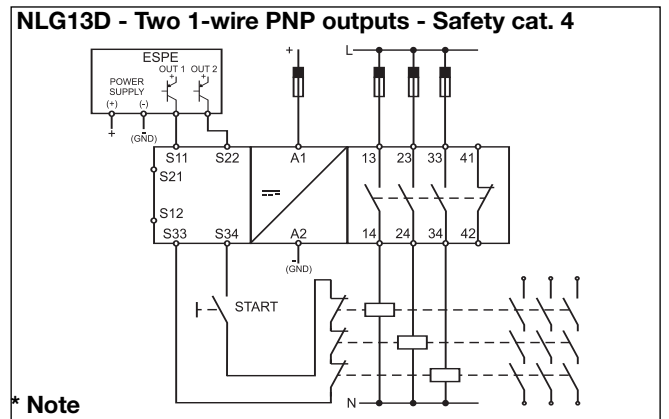 NLG13D - Two 1-wire PNP outputs - Safety cat. 4
ESPE
OUT 1 OUT 2
POWER
SUPPLY
(+) (-)
+ + + L
+ - (GND)
S11 S22 A1 13 23 33 41
S21
S12
S33 S34 A2 14 24 34 42
-
(GND)
START
N
* Note